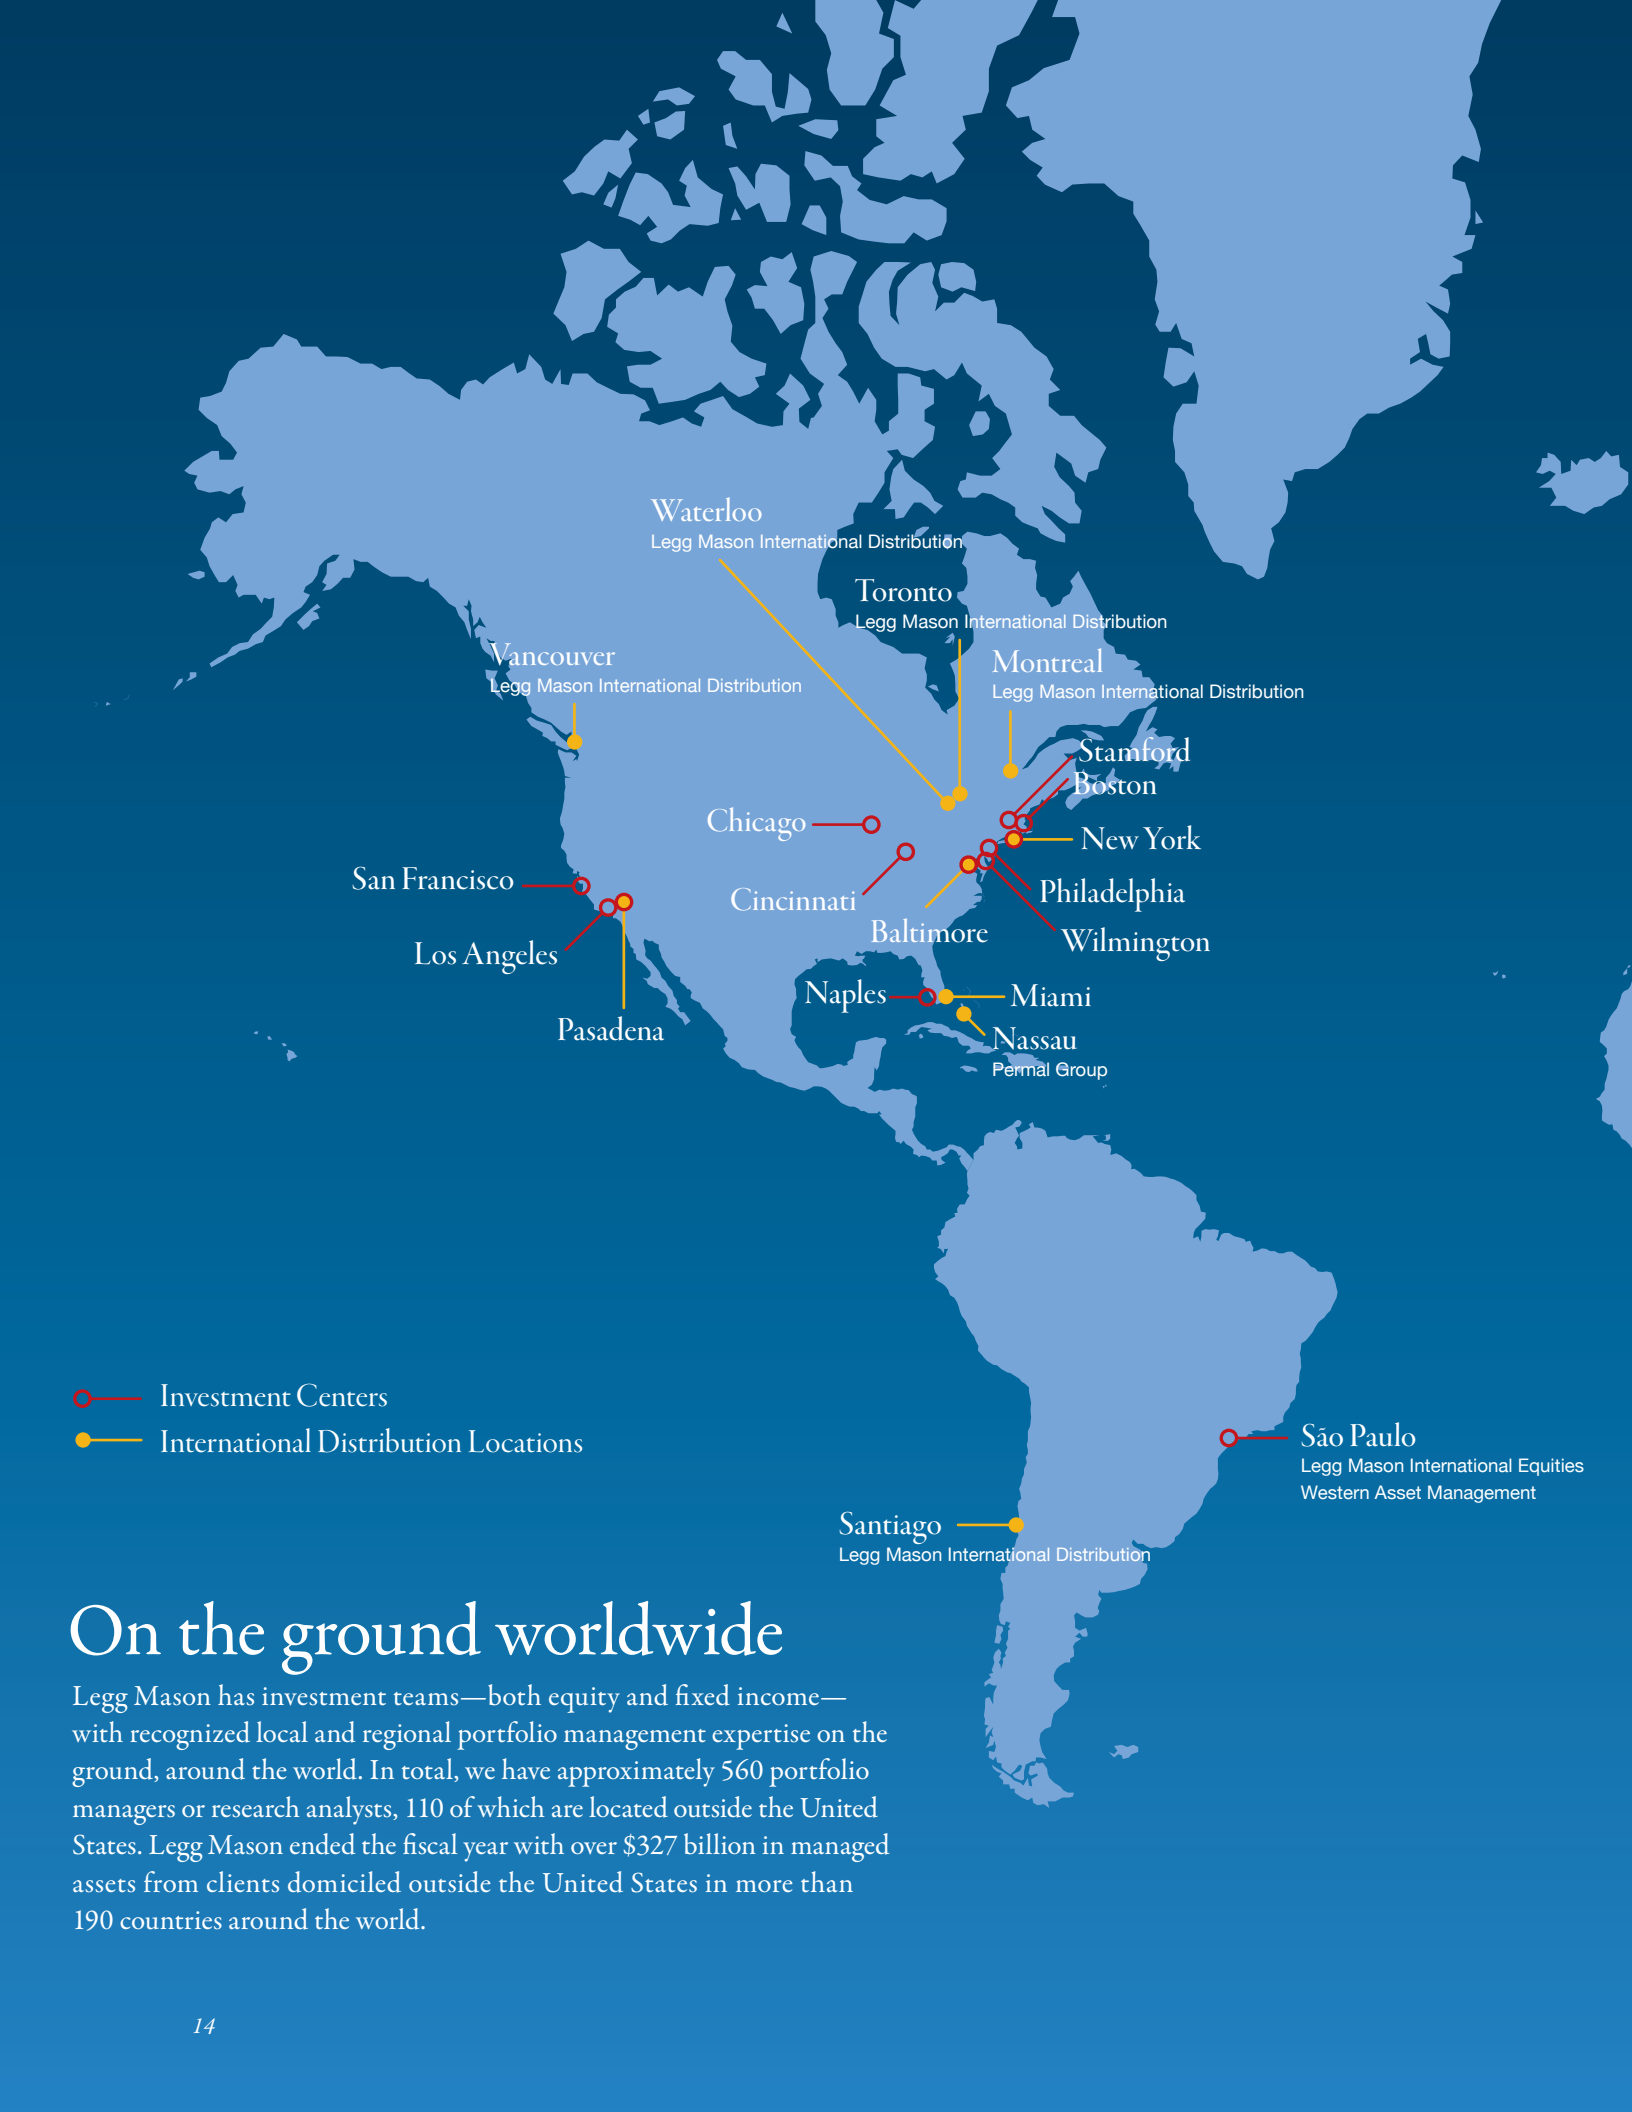 Waterloo
Legg Mason International Distribution
Toronto
Legg Mason International Distribution
Vancouver
Legg Mason International Distribution
Montreal
Legg Mason International Distribution
Stamford
Boston
Chicago
New York
San Francisco
Cincinnati
Philadelphia
Baltimore
Wilmington
Los Angeles
Naples
Miami
Pasadena
Nassau
Permal Group
Investment Centers
International Distribution Locations
São Paulo
Legg Mason International Equities
Western Asset Management
Santiago
Legg Mason International Distribution
On the ground worldwide
Legg Mason has investment teams—both equity and fixed income—
with recognized local and regional portfolio management expertise on the
ground, around the world. In total, we have approximately 560 portfolio
managers or research analysts, 110 of which are located outside the United
States. Legg Mason ended the fiscal year with over $327 billion in managed
assets from clients domiciled outside the United States in more than
190 countries around the world.
14